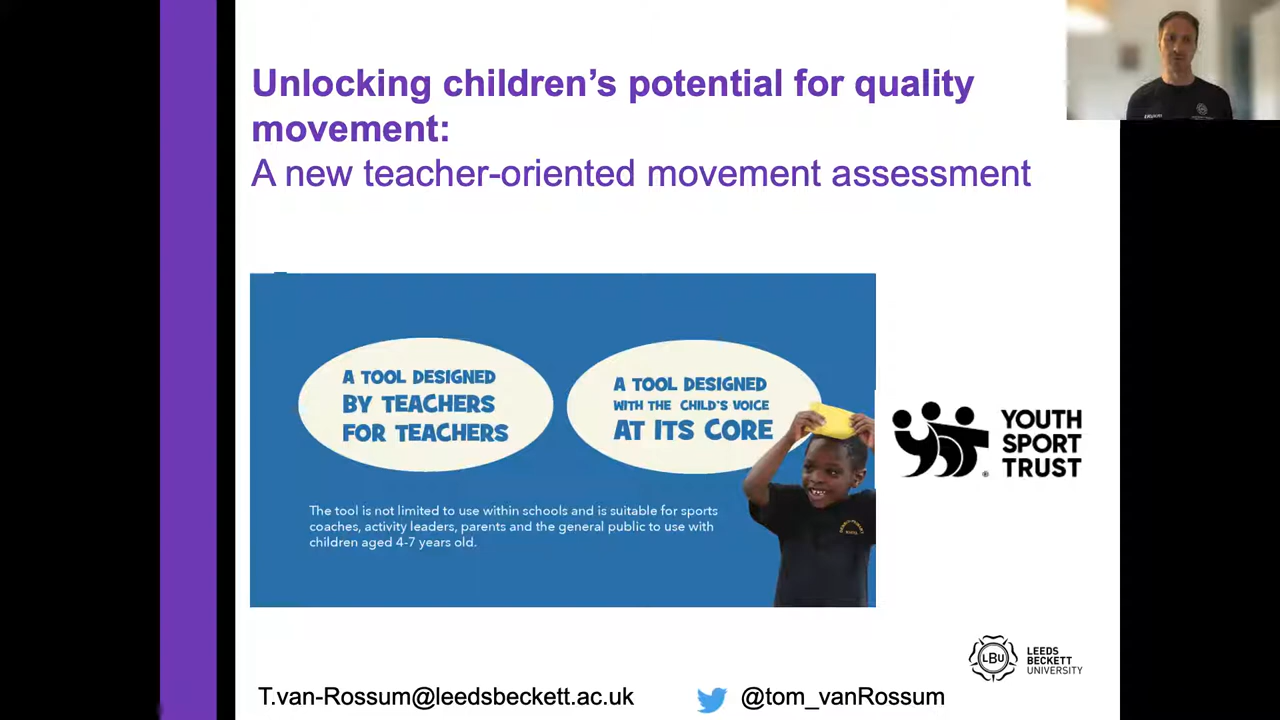 Unlocking children's potential for quality
movement:
A new teacher-oriented movement assessment
A TOOL DESIGNED
BY TEACHERS
FOR TEACHERS
A TOOL DESIGNED
WITH THE CHILD'S VOICE
AT ITS CORE
The tool is not limited to use within schools and is suitable for sports
coaches, activity leaders, parents and the general public to use with
children aged 4-7 years old.
YOUTH
SPORT
TRUST
LBU
LEEDS
BECKETT
UNIVERSITY
T.van-Rossum@leedsbeckett.ac.uk
@tom_vanRossum